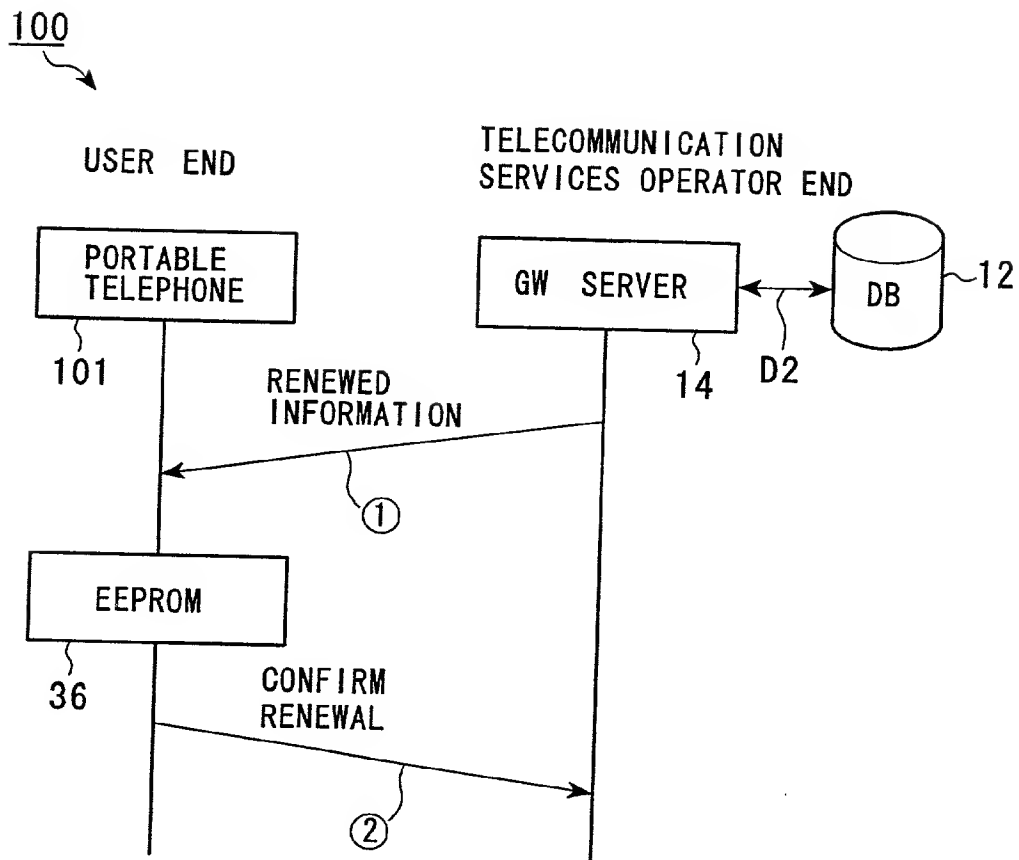 100
USER END
TELECOMMUNICATION
SERVICES OPERATOR END
PORTABLE
TELEPHONE
GW SERVER
DB
12
101
14
D2
RENEWED
INFORMATION
①
EEPROM
36
CONFIRM
RENEWAL
②